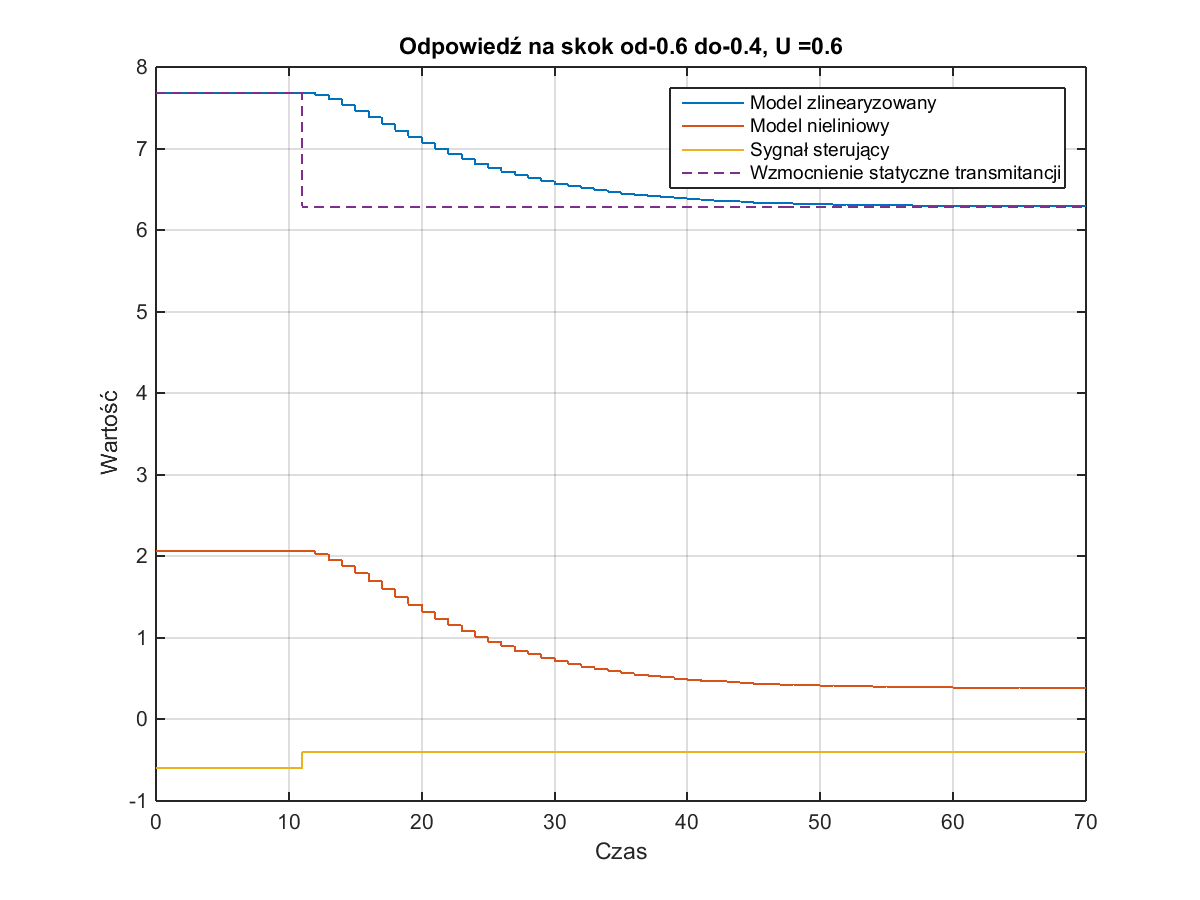 Odpowiedź na skok od-0.6 do-0.4, U =0.6
8
7
6
5
4
3
2
1
0
-1
Wartość
Model zlinearyzowany
Model nieliniowy
Sygnał sterujący
Wzmocnienie statyczne transmitancji
0 10 20 30 40 50 60 70
Czas